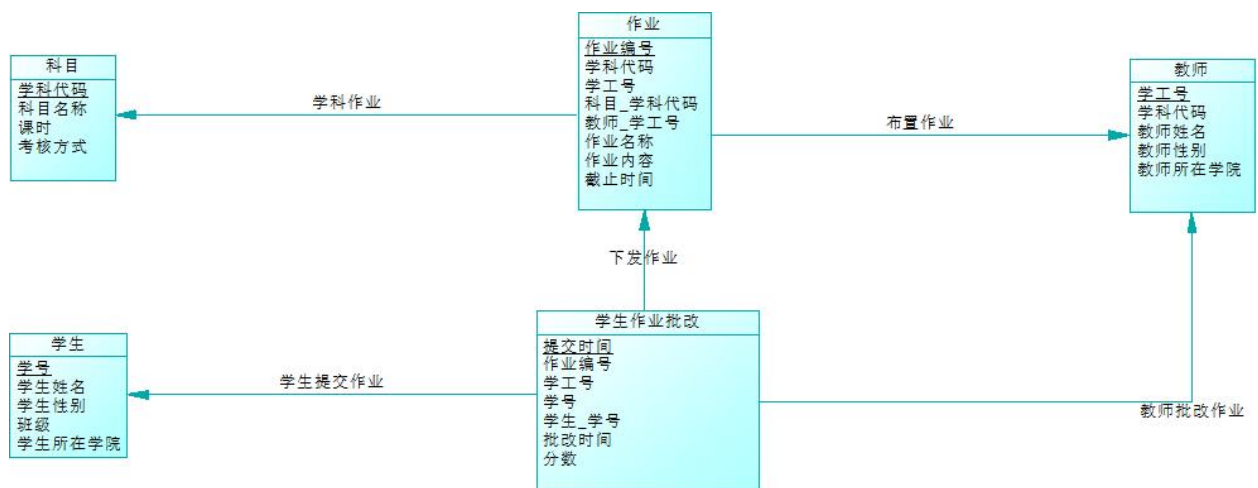 作业
作业编号
学科代码
学工号
科目_学科代码
教师_学工号
作业名称
作业内容
截止时间
科目
学科代码
科目名称
课时
考核方式
学科作业
布置作业
教师
学工号
学科代码
教师姓名
教师性别
教师所在学院
下发作业
学生
学号
学生姓名
学生性别
班级
学生所在学院
学生提交作业
学生作业批改
提交时间
作业编号
学工号
学号
学生_学号
批改时间
分数
教师批改作业